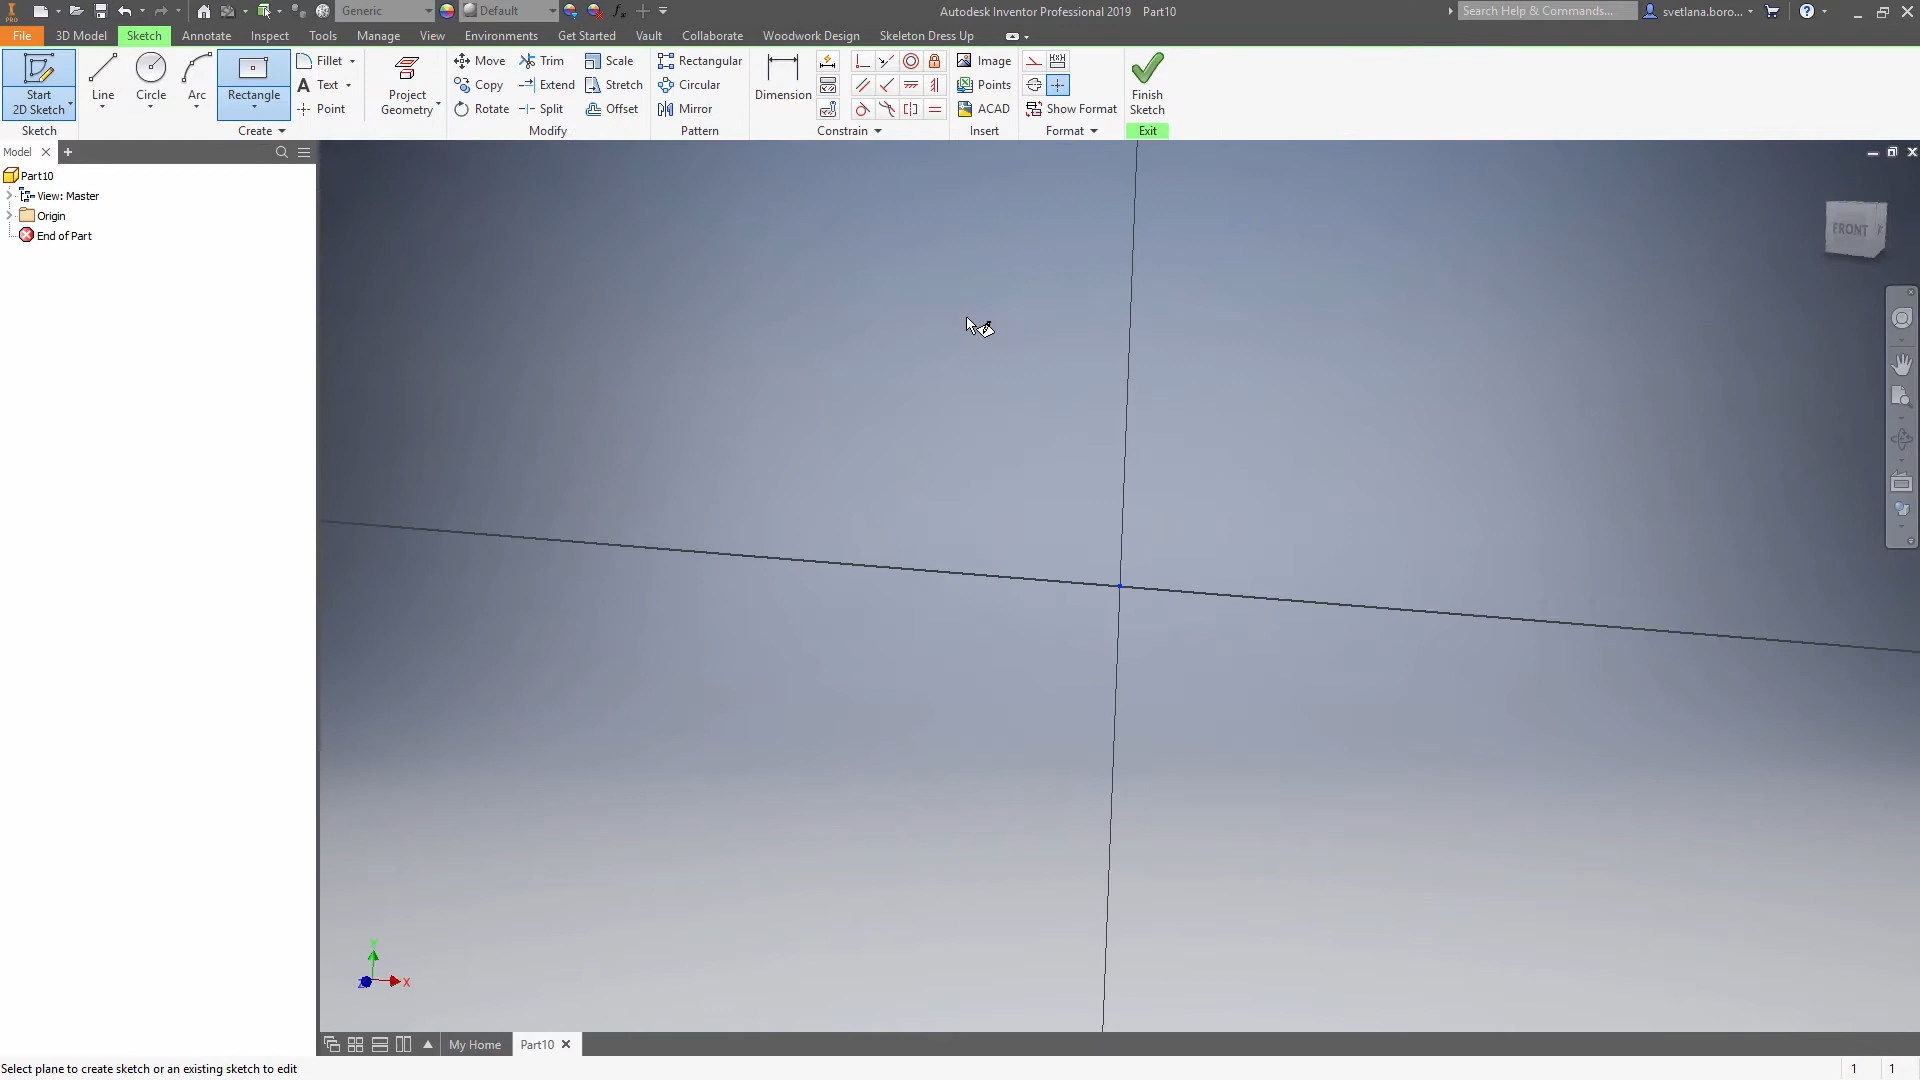 Generic
Default
fx
Autodesk Inventor Professional 2019 Part10
Search Help & Commands...
svetlana.boro...
PRO
File 3D Model Sketch Annotate Inspect Tools Manage View Environments Get Started Vault Collaborate Woodwork Design Skeleton Dress Up
Start 2D Sketch
Line
Circle
Arc
Rectangle
Fillet
Text
Point
Project Geometry
Move
Copy
Rotate
Trim
Extend
Split
Scale
Stretch
Offset
Rectangular
Circular
Mirror
Dimension
Image
Points
ACAD
Show Format
Finish Sketch
Sketch
Create
Modify
Pattern
Constrain
Insert
Format
Exit
Model
Part10
View: Master
Origin
End of Part
FRONT
Y
Z
X
My Home
Part10
Select plane to create sketch or an existing sketch to edit
1 1